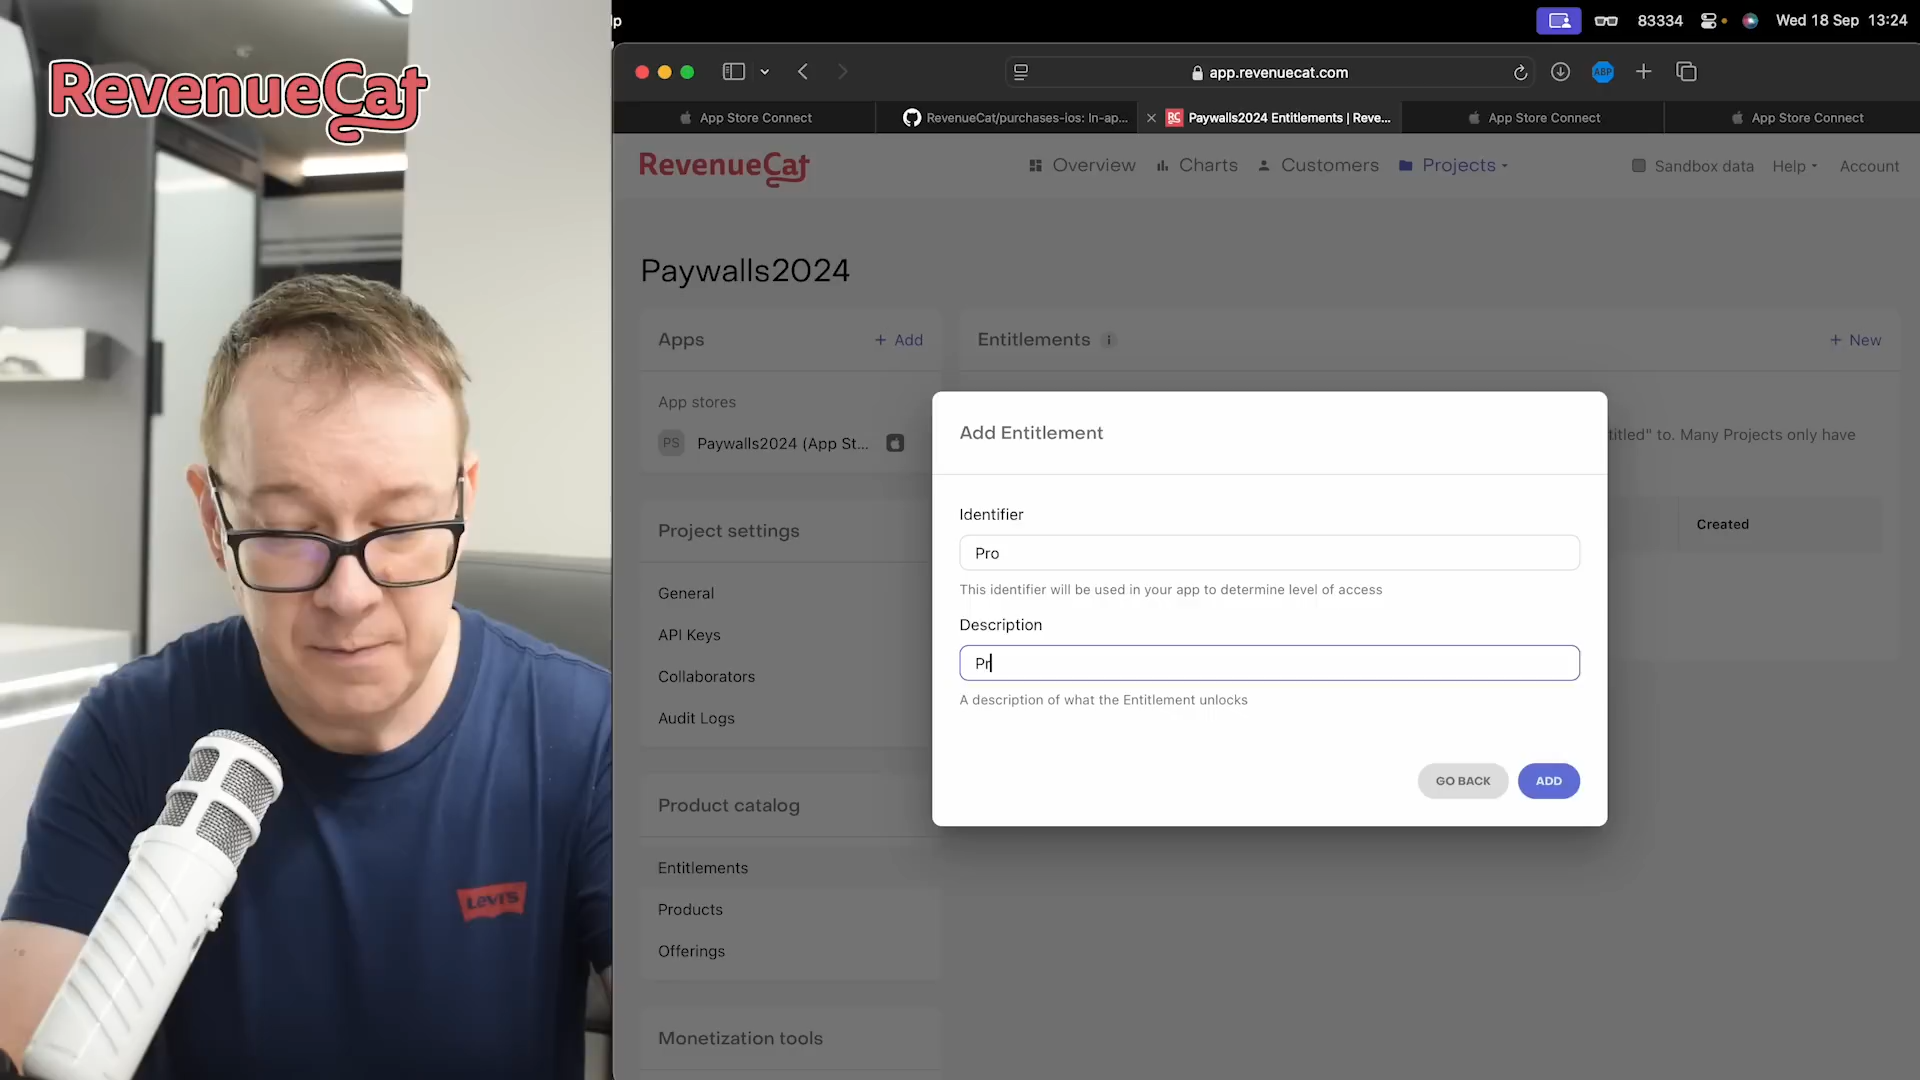 RevenueCat
lp
83334
Wed 18 Sep 13:24
app.revenuecat.com
ABP
App Store Connect
RevenueCat/purchases-ios: In-ap...
RC
Paywalls2024 Entitlements | Reve...
App Store Connect
App Store Connect
RevenueCat
Overview
Charts
Customers
Projects
Sandbox data
Help
Account
Paywalls2024
Apps
+ Add
Entitlements
i
+ New
App stores
PS
Paywalls2024 (App St...
titled" to. Many Projects only have
Created
Project settings
General
API Keys
Collaborators
Audit Logs
Product catalog
Entitlements
Products
Offerings
Monetization tools
Add Entitlement
Identifier
Pro
This identifier will be used in your app to determine level of access
Description
Pr
A description of what the Entitlement unlocks
GO BACK
ADD
Levi's